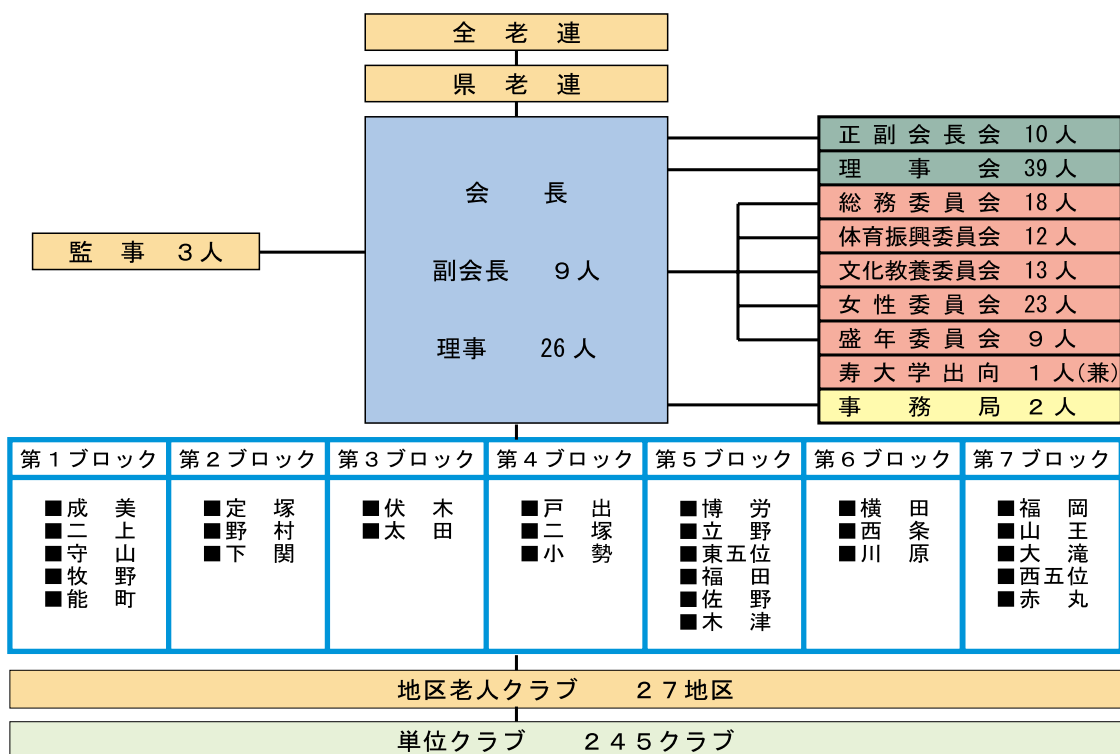 全老連
県老連
会長
副会長 9人
理事 26人
監事 3人
正副会長会 10人
理事会 39人
総務委員会 18人
体育振興委員会 12人
文化教養委員会 13人
女性委員会 23人
盛年委員会 9人
寿大学出向 1人(兼)
事務局 2人
第1ブロック
■成美
■二上
■守山
■牧野
■能町
第2ブロック
■定塚
■野村
■下関
第3ブロック
■伏木
■太田
第4ブロック
■戸出
■二塚
■小勢
第5ブロック
■博労
■立野
■東五位
■福田
■佐野
■木津
第6ブロック
■横田
■西条
■川原
第7ブロック
■福岡
■山王
■大滝
■西五位
■赤丸
地区老人クラブ 27地区
単位クラブ 245クラブ